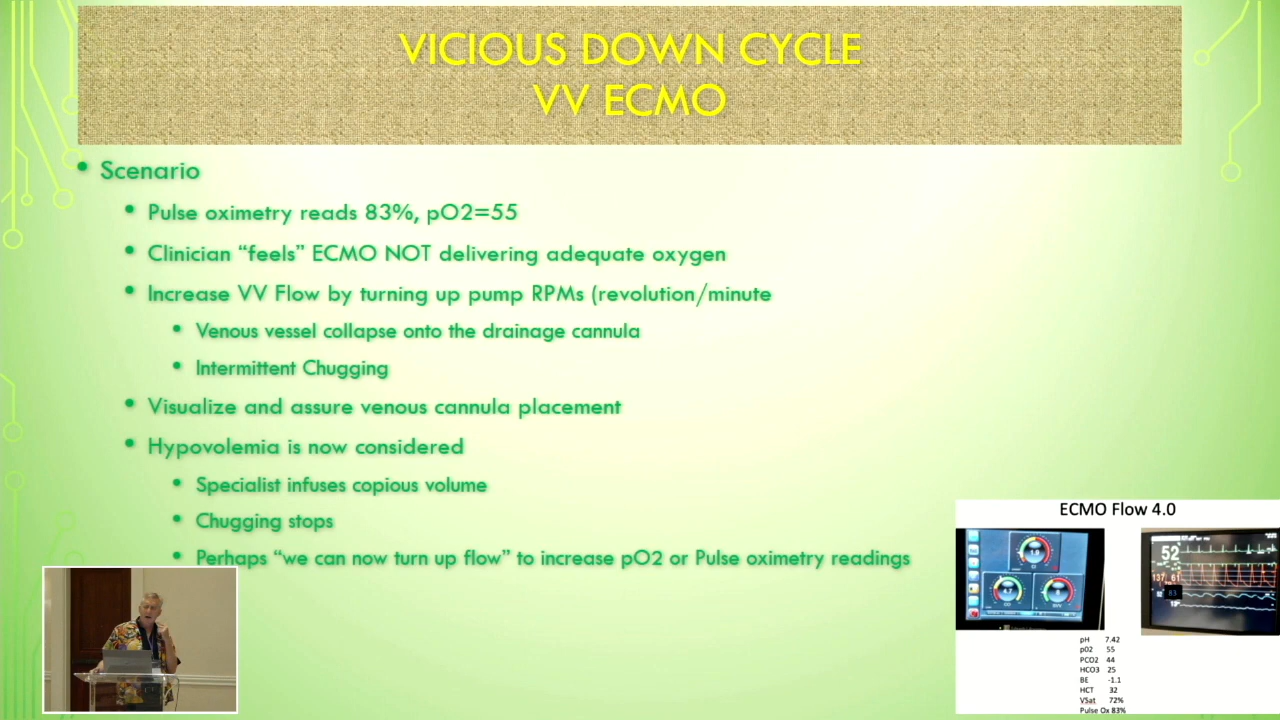 VICIOUS DOWN CYCLE
VV ECMO
• Scenario
• Pulse oximetry reads 83%, pO2=55
• Clinician “feels” ECMO NOT delivering adequate oxygen
• Increase VV Flow by turning up pump RPMs (revolution/minute
• Venous vessel collapse onto the drainage cannula
• Intermittent Chugging
• Visualize and assure venous cannula placement
• Hypovolemia is now considered
• Specialist infuses copious volume
• Chugging stops
• Perhaps “we can now turn up flow” to increase pO2 or Pulse oximetry readings
ECMO Flow 4.0
52
137/ 61
83
pH 7.42
p02 55
PCO2 44
HCO3 25
BE -1.1
HCT 32
VSat 72%
Pulse Ox 83%